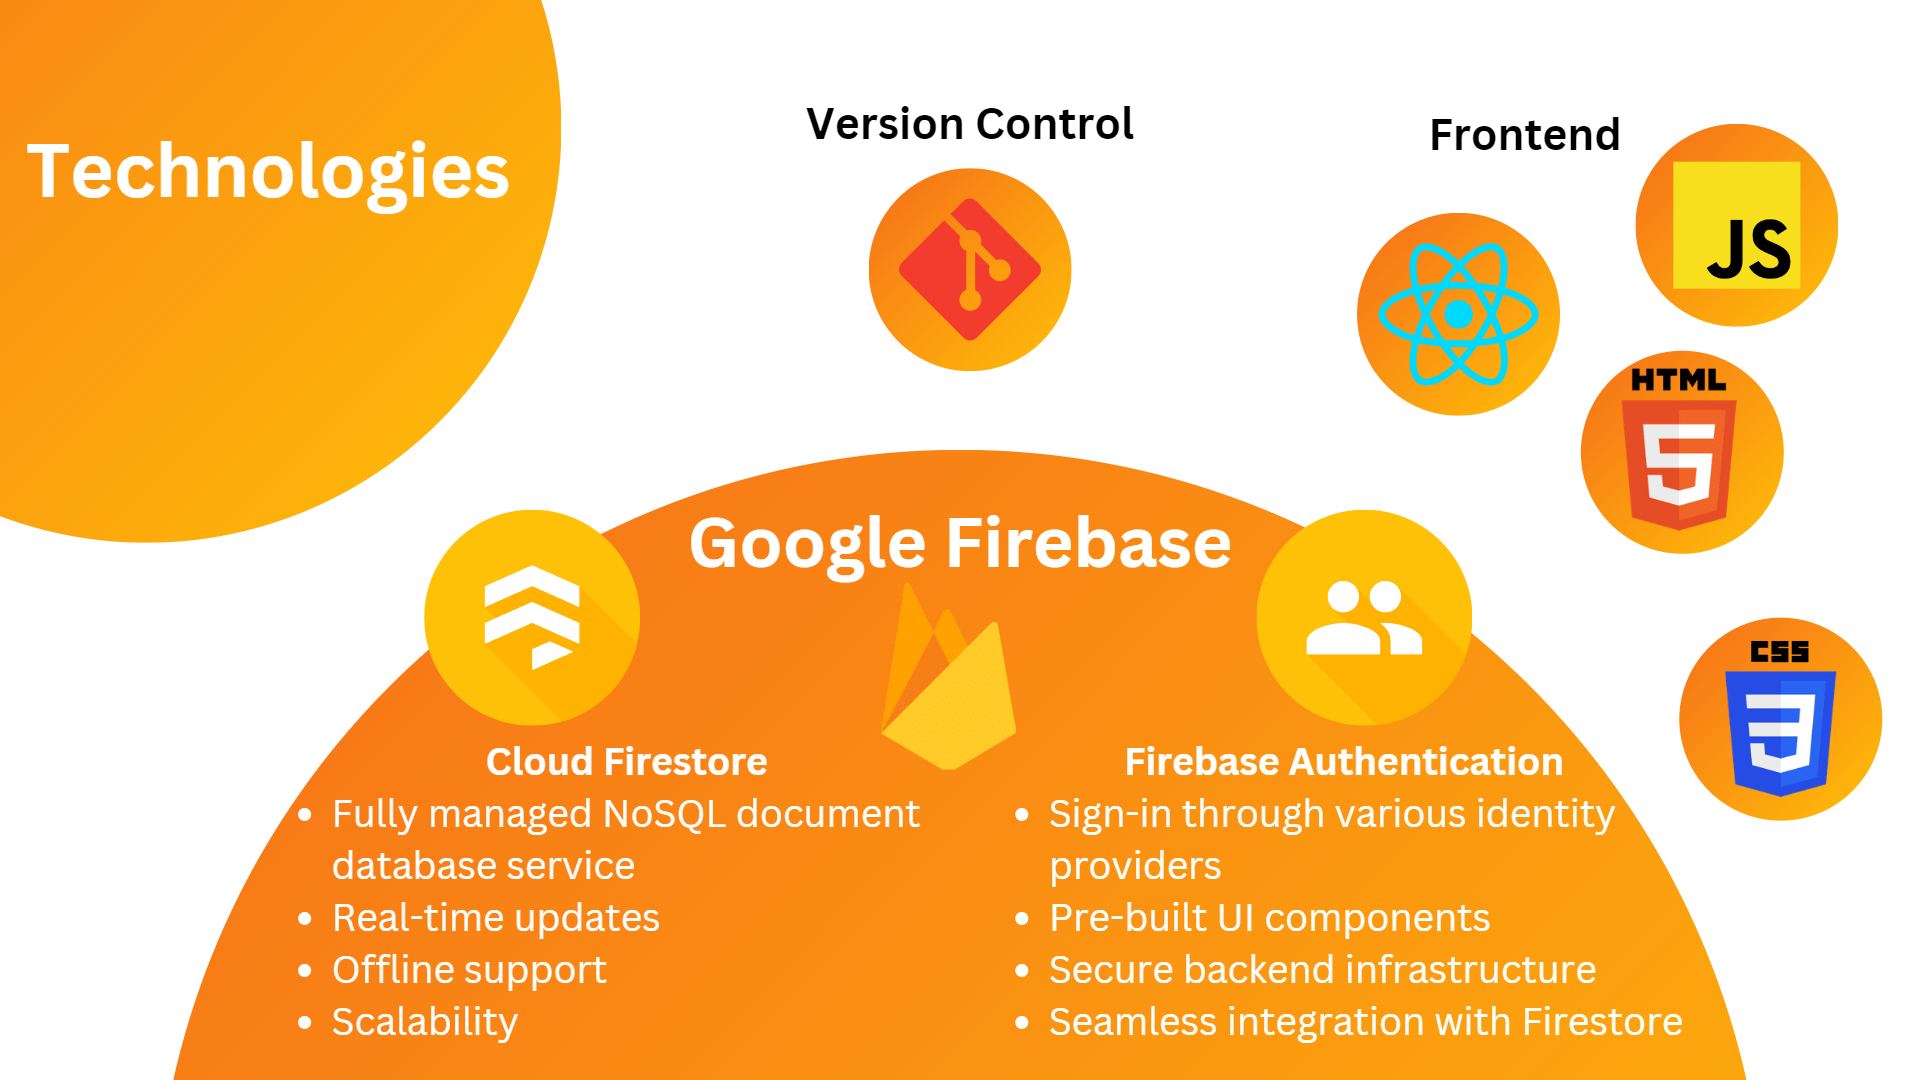 Technologies
Version Control
Frontend
JS
HTML
5
CSS
3
Google Firebase
Cloud Firestore
• Fully managed NoSQL document
database service
• Real-time updates
• Offline support
• Scalability
Firebase Authentication
• Sign-in through various identity
providers
• Pre-built UI components
• Secure backend infrastructure
• Seamless integration with Firestore